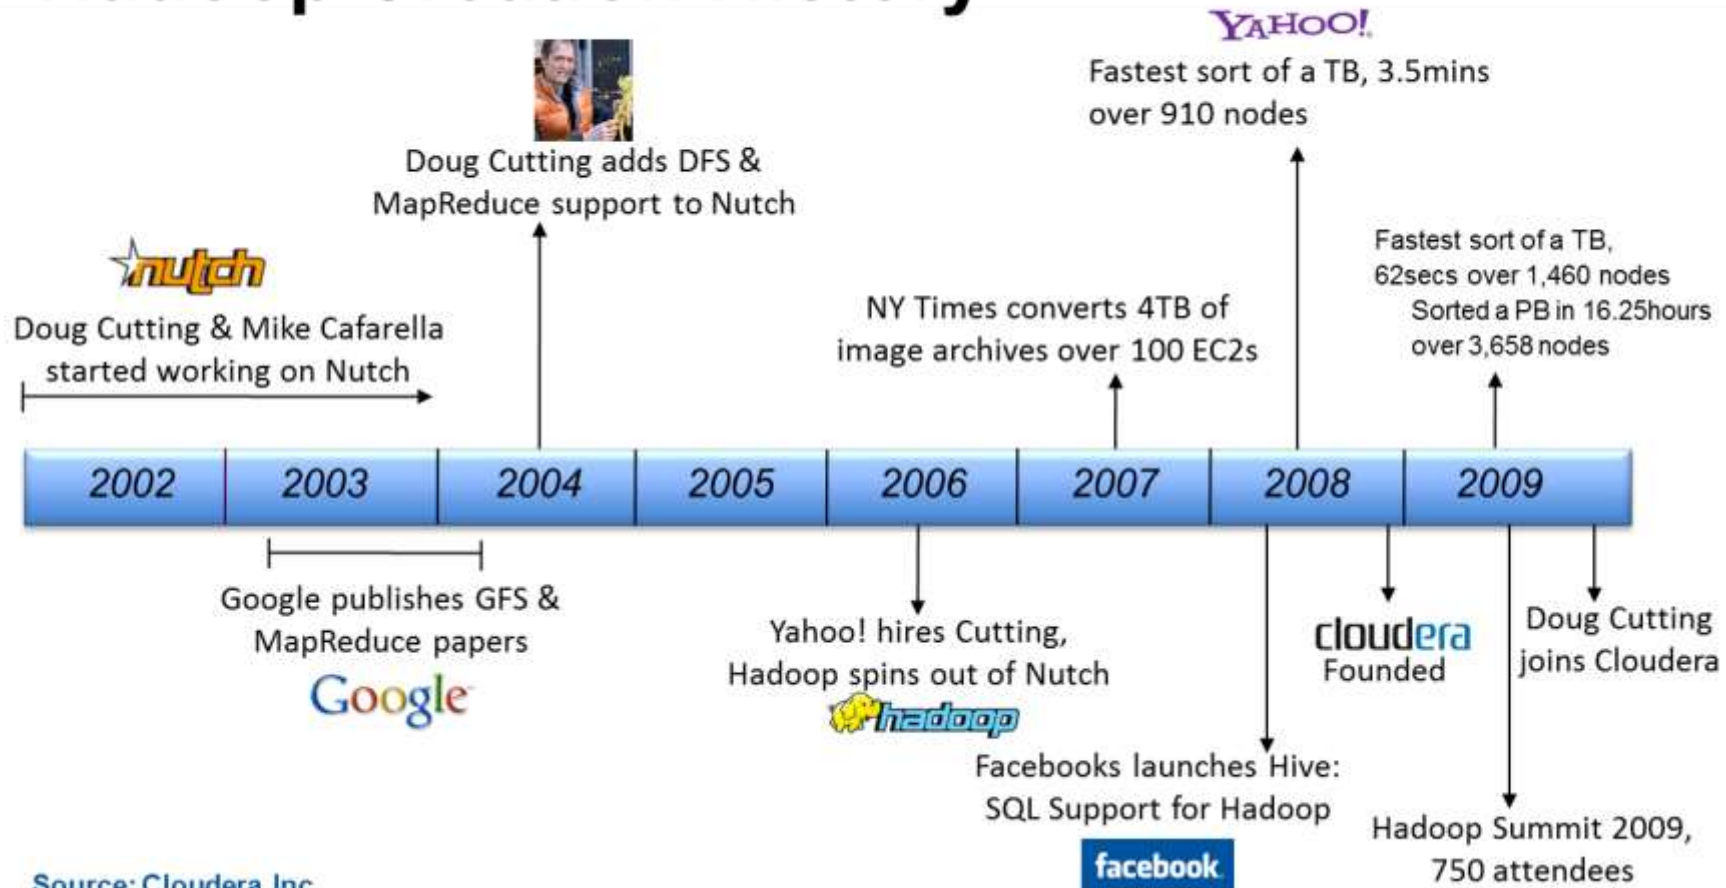 YAHOO!
Fastest sort of a TB, 3.5mins
over 910 nodes
Doug Cutting adds DFS &
MapReduce support to Nutch
nutch
Doug Cutting & Mike Cafarella
started working on Nutch
NY Times converts 4TB of
image archives over 100 EC2s
Fastest sort of a TB,
62secs over 1,460 nodes
Sorted a PB in 16.25hours
over 3,658 nodes
2002
2003
2004
2005
2006
2007
2008
2009
Google publishes GFS &
MapReduce papers
Google
Yahoo! hires Cutting,
Hadoop spins out of Nutch
hadoop
cloudera
Founded
Doug Cutting
joins Cloudera
Facebooks launches Hive:
SQL Support for Hadoop
facebook
Hadoop Summit 2009,
750 attendees
Source: Cloudera, Inc